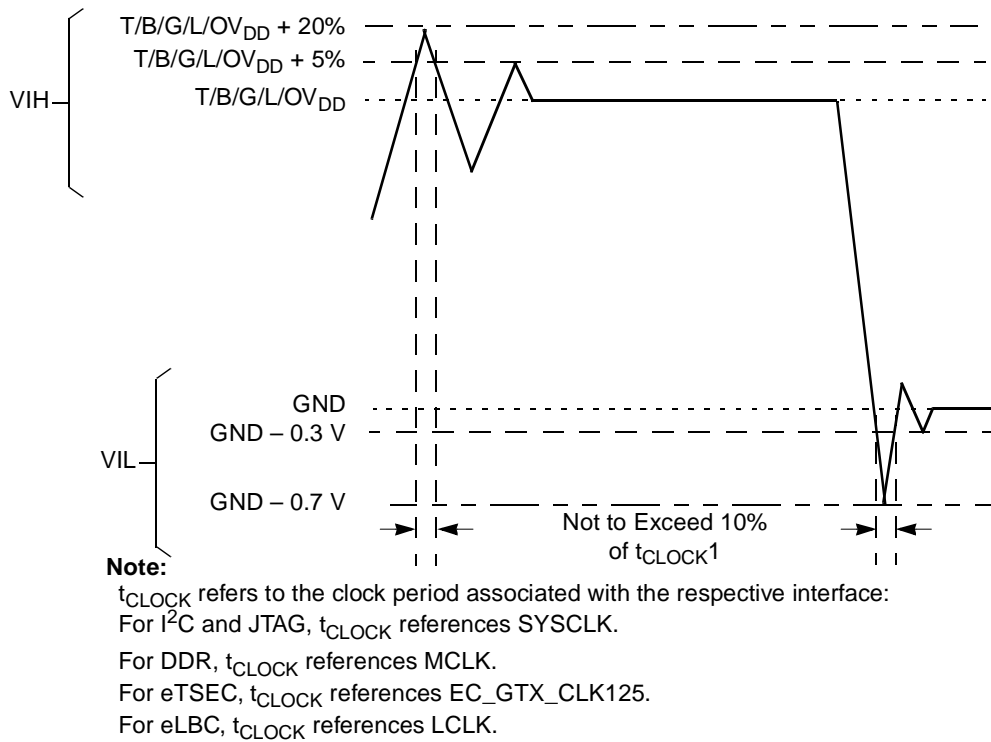 T/B/G/L/OVDD + 20%
T/B/G/L/OVDD + 5%
VIH
T/B/G/L/OVDD
GND
GND – 0.3 V
VIL
GND – 0.7 V
Not to Exceed 10%
of tCLOCK1
Note:
tCLOCK refers to the clock period associated with the respective interface:
For I2C and JTAG, tCLOCK references SYSCLK.
For DDR, tCLOCK references MCLK.
For eTSEC, tCLOCK references EC_GTX_CLK125.
For eLBC, tCLOCK references LCLK.